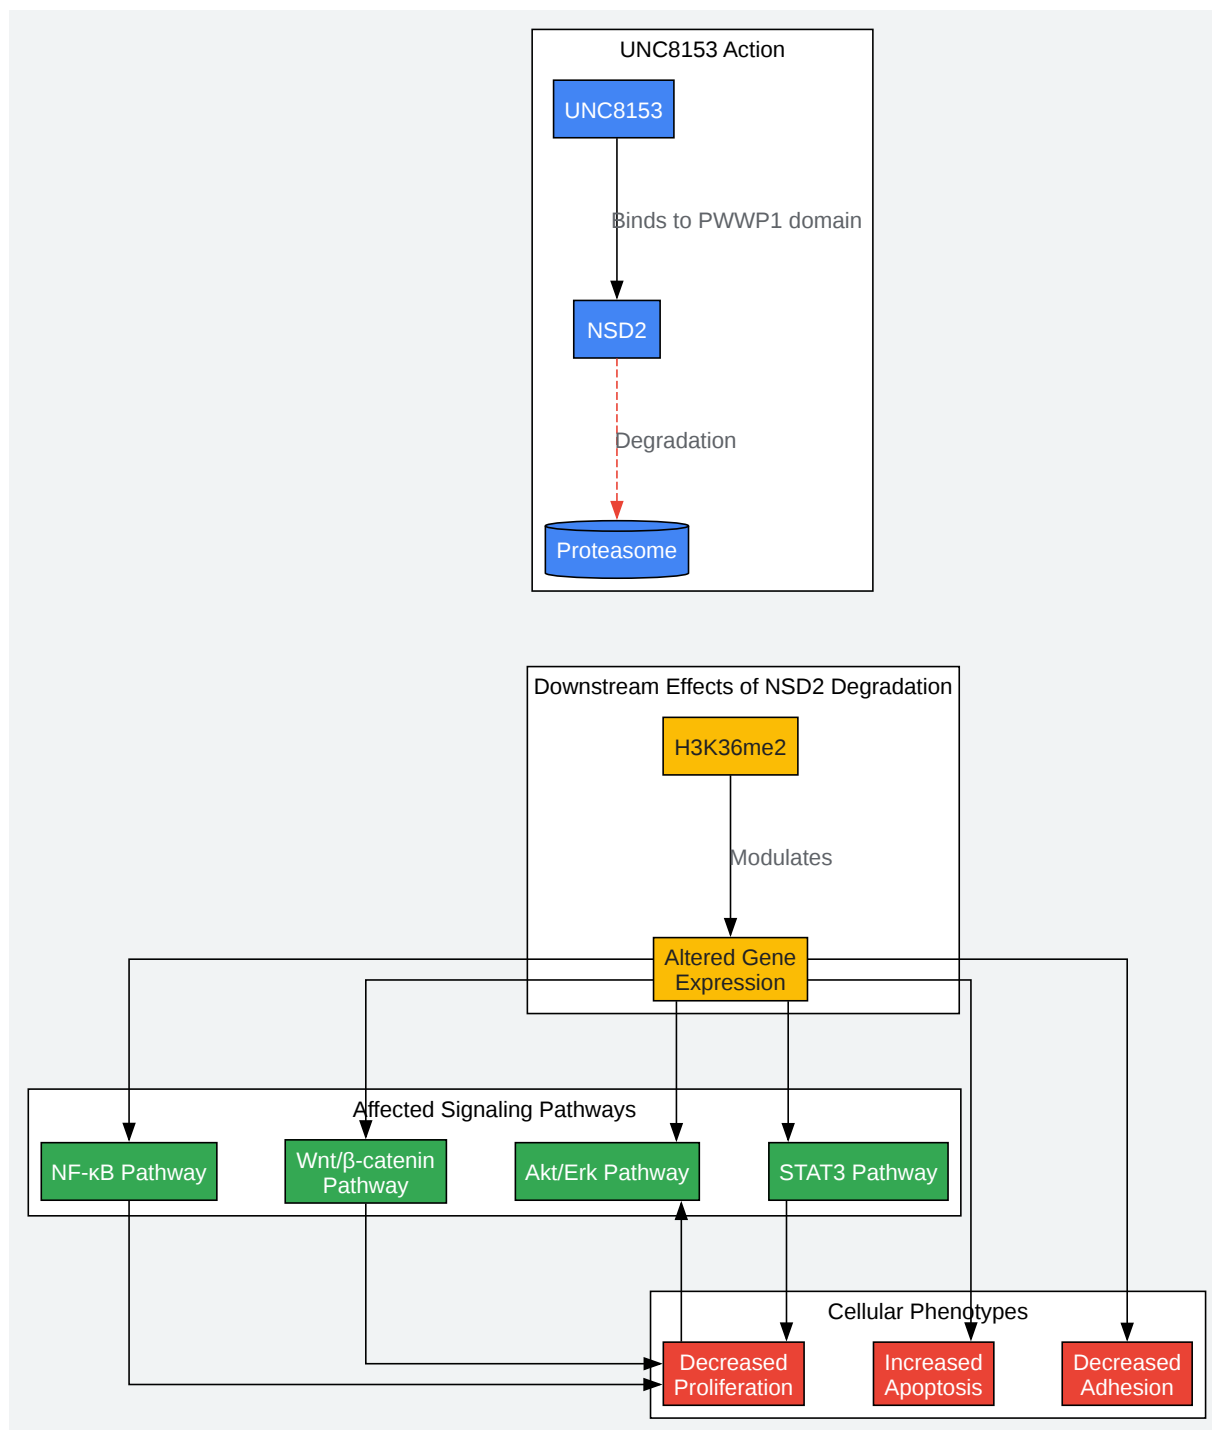 UNC8153 Action
UNC8153
Binds to PWWP1 domain
NSD2
Degradation
Proteasome
Downstream Effects of NSD2 Degradation
H3K36me2
Modulates
Altered Gene
Expression
Affected Signaling Pathways
NF-κB Pathway
Wnt/β-catenin
Pathway
Akt/Erk Pathway
STAT3 Pathway
Cellular Phenotypes
Decreased
Proliferation
Increased
Apoptosis
Decreased
Adhesion